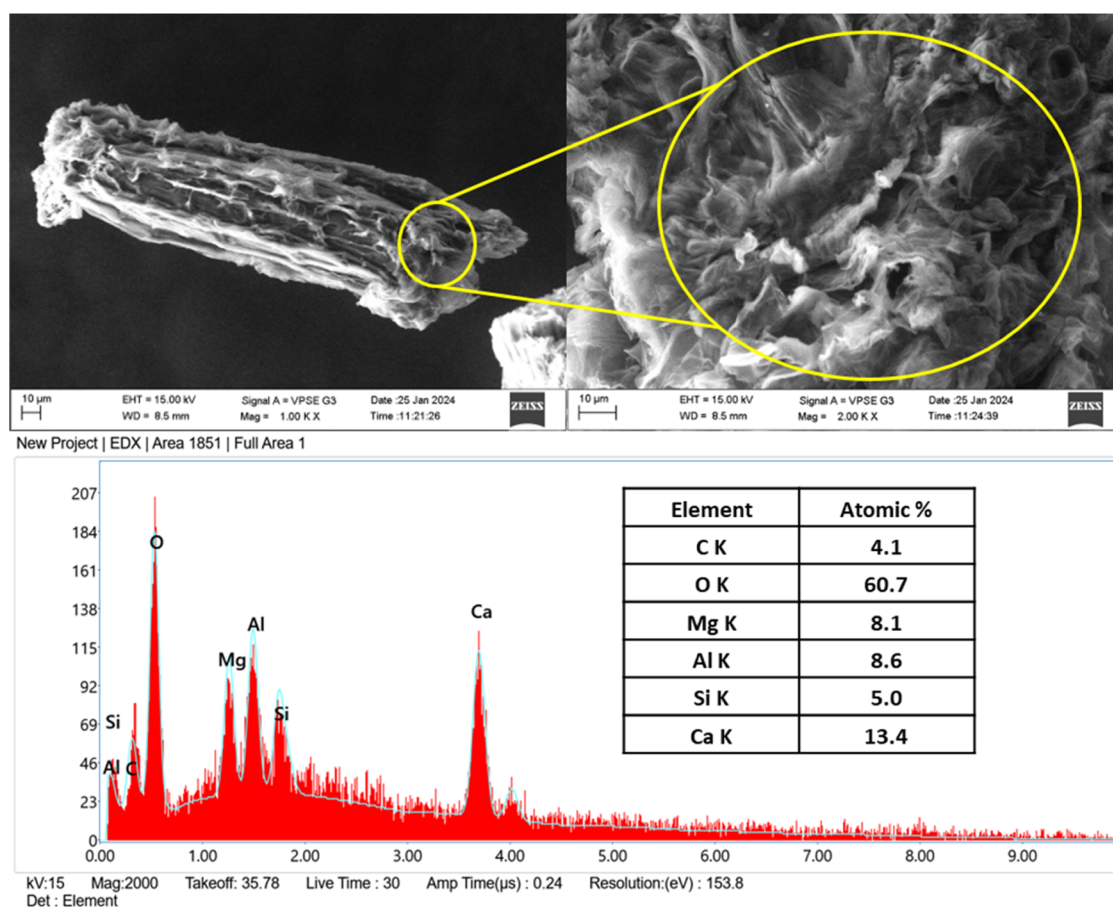 10 μm
EHT = 15.00 kV
Signal A = VPSE G3
Date :25 Jan 2024
WD = 8.5 mm
Mag = 1.00 K X
Time :11:21:26
ZEISS
10 μm
EHT = 15.00 kV
Signal A = VPSE G3
Date :25 Jan 2024
WD = 8.5 mm
Mag = 2.00 K X
Time :11:24:39
ZEISS
New Project | EDX | Area 1851 | Full Area 1
207
184
161
138
115
92
69
46
23
0
O
Ca
Al
Mg
Si
Si
Al C
Element Atomic %
C K 4.1
O K 60.7
Mg K 8.1
Al K 8.6
Si K 5.0
Ca K 13.4
0.00 1.00 2.00 3.00 4.00 5.00 6.00 7.00 8.00 9.00
kV:15 Mag:2000 Takeoff: 35.78 Live Time : 30 Amp Time(μs) : 0.24 Resolution:(eV) : 153.8
Det : Element